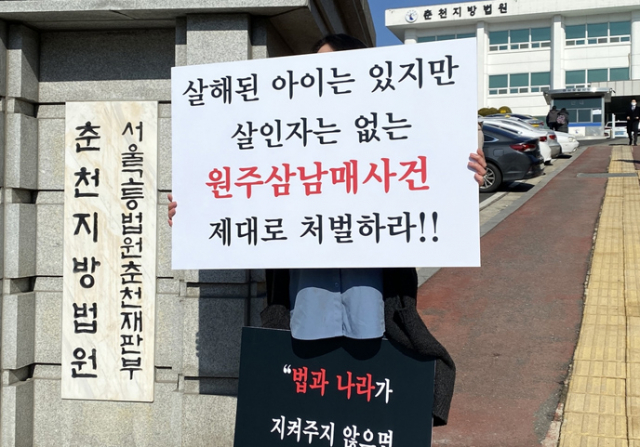 춘천지방법원
살해된 아이는 있지만
살인자는 없는
원주삼남매사건
제대로 처벌하라!!
서울고등법원춘천재판부
춘천지방법원
“법과 나라가
지켜주지 않으면